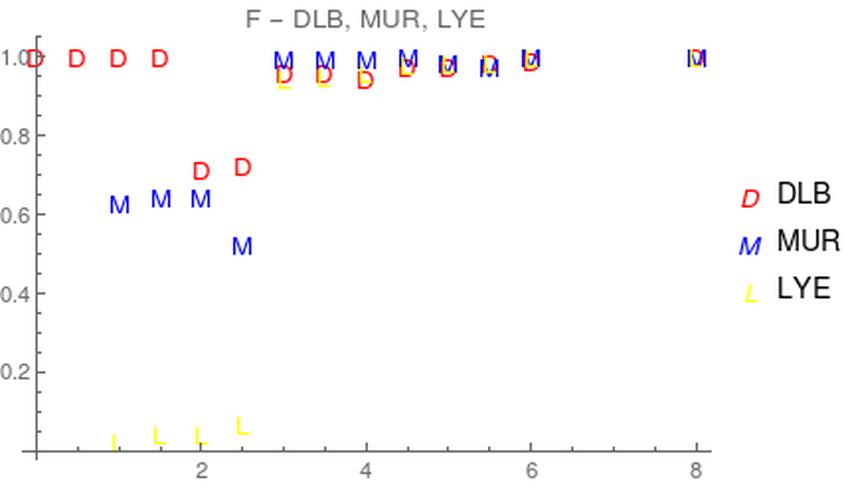 F – DLB, MUR, LYE
1.0
D D D D
M M M M M M M M
D D D D D D D D
L L L L L L L L
0.8
D D
0.6
M M M M
0.4
0.2
L L L L
2 4 6 8
D DLB
M MUR
L LYE